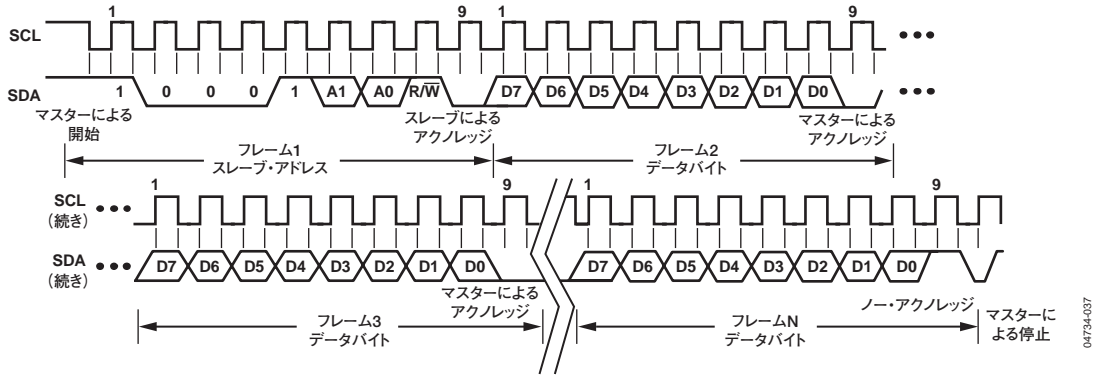 1 9 1 9
SCL
SDA 1 0 0 0 1 A1 A0 R/W̅ D7 D6 D5 D4 D3 D2 D1 D0
マスターによる
開始
スレーブによる
アクノレッジ
マスターによる
アクノレッジ
フレーム1
スレーブ・アドレス
フレーム2
データバイト
1 9 1 9
SCL
(続き)
SDA
(続き)
D7 D6 D5 D4 D3 D2 D1 D0 D7 D6 D5 D4 D3 D2 D1 D0
マスターによる
アクノレッジ
ノー・アクノレッジ
マスターに
よる停止
フレーム3
データバイト
フレームN
データバイト
04734-037